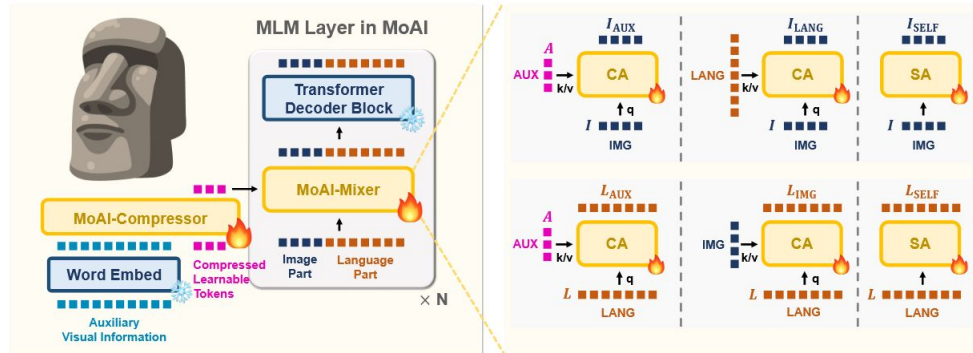 MLM Layer in MoAI
Transformer
Decoder Block
MoAI-Mixer
MoAI-Compressor
Word Embed
Compressed
Learnable
Tokens
Image
Part
Language
Part
× N
Auxiliary
Visual Information
I_AUX
A
AUX
k/v
CA
q
I
IMG
I_LANG
LANG
k/v
CA
q
I
IMG
I_SELF
SA
I
IMG
L_AUX
A
AUX
k/v
CA
q
L
LANG
L_IMG
IMG
k/v
CA
q
L
LANG
L_SELF
SA
L
LANG